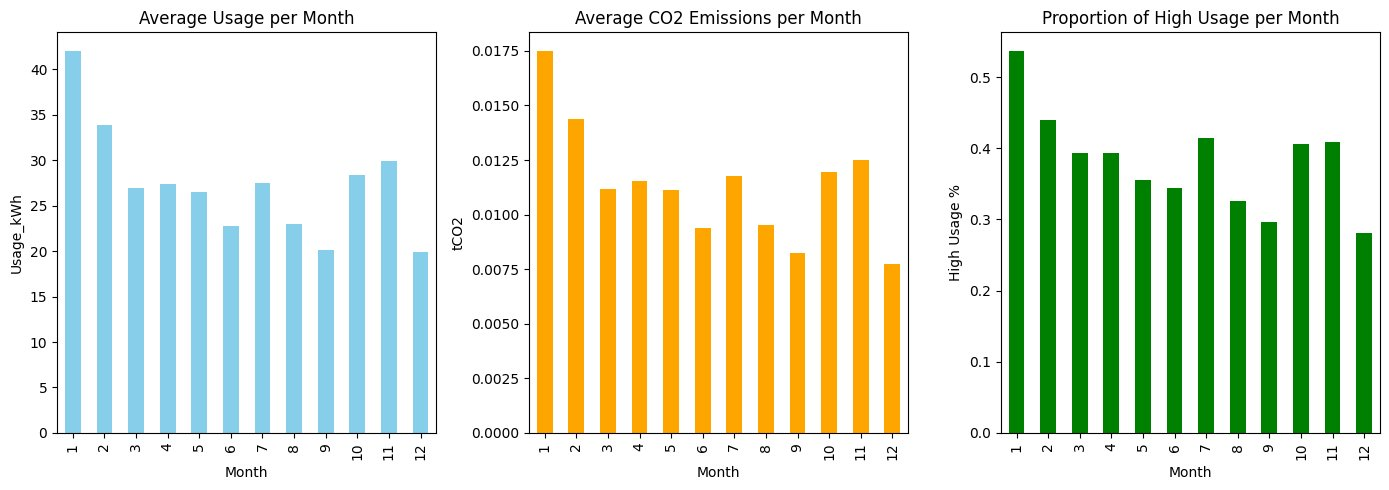 Average Usage per Month
Usage_kWh
40
35
30
25
20
15
10
5
0
1 2 3 4 5 6 7 8 9 10 11 12
Month
Average CO2 Emissions per Month
tCO2
0.0175
0.0150
0.0125
0.0100
0.0075
0.0050
0.0025
0.0000
1 2 3 4 5 6 7 8 9 10 11 12
Month
Proportion of High Usage per Month
High Usage %
0.5
0.4
0.3
0.2
0.1
0.0
1 2 3 4 5 6 7 8 9 10 11 12
Month